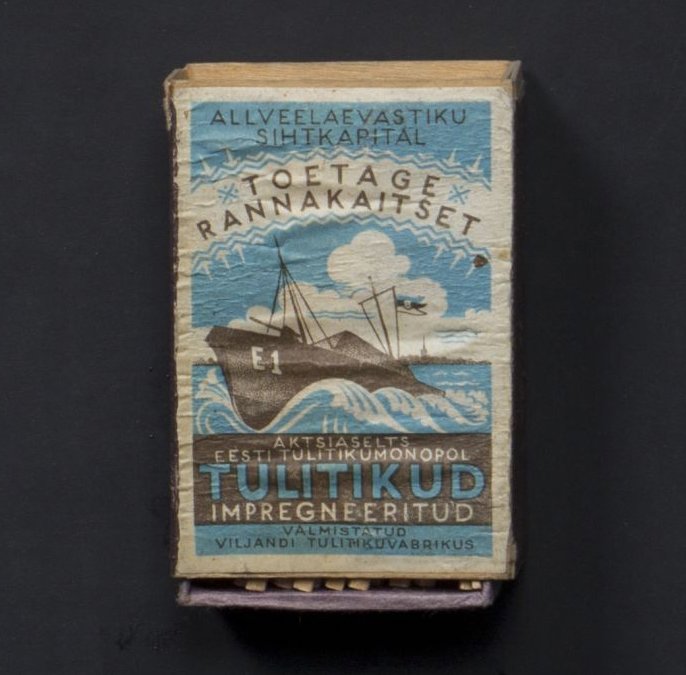 ALLVEELAEVASTIKU
SIHTKAPITAL
TOETAGE
RANNAKAITSET
E1
AKTSIASELTS
EESTI TULITIKUMONOPOL
TULITIKUD
IMPREGNEERITUD
VALMISTATUD
VILJANDI TULITIKUVABRIKUS